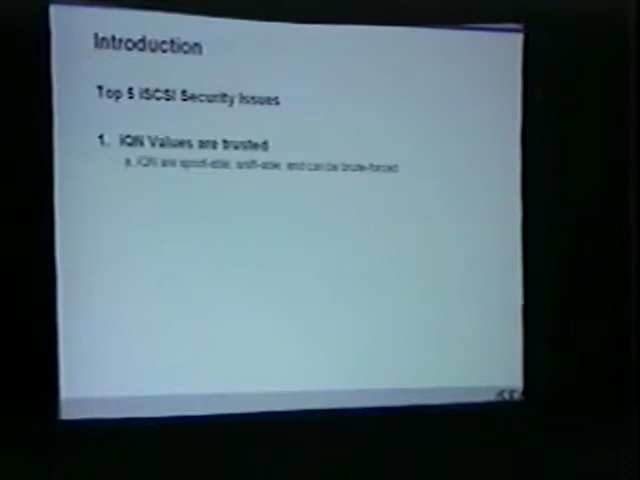 Introduction
Top 5 iSCSI Security Issues
1. iQN Values are trusted
a. iQN are spoof-able, sniff-able, and can be brute-forced